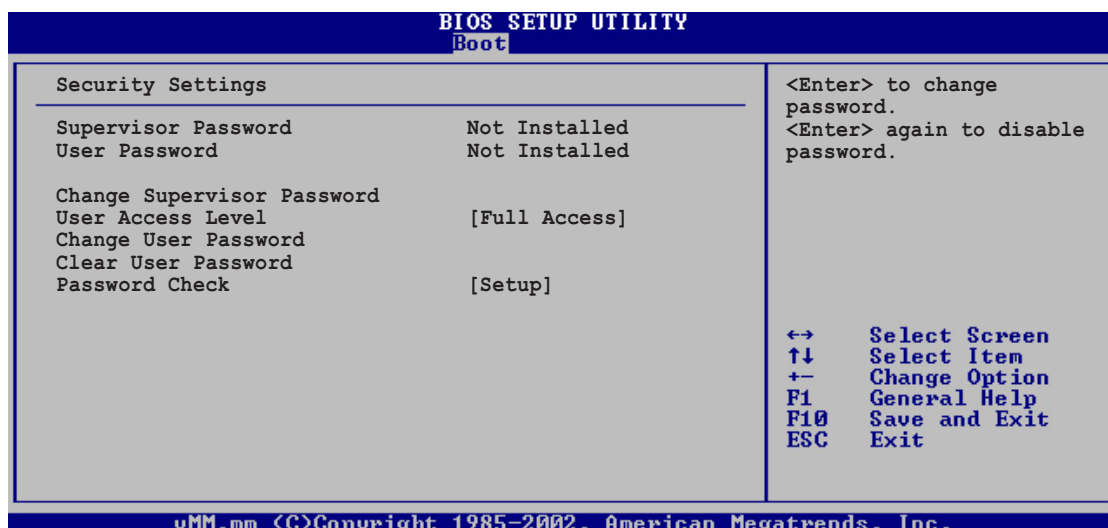 BIOS SETUP UTILITY
Boot
Security Settings
Supervisor Password Not Installed
User Password Not Installed
Change Supervisor Password
User Access Level [Full Access]
Change User Password
Clear User Password
Password Check [Setup]
<Enter> to change
password.
<Enter> again to disable
password.
←→ Select Screen
↑↓ Select Item
+- Change Option
F1 General Help
F10 Save and Exit
ESC Exit
vMM.mm (C)Copyright 1985-2002, American Megatrends, Inc.